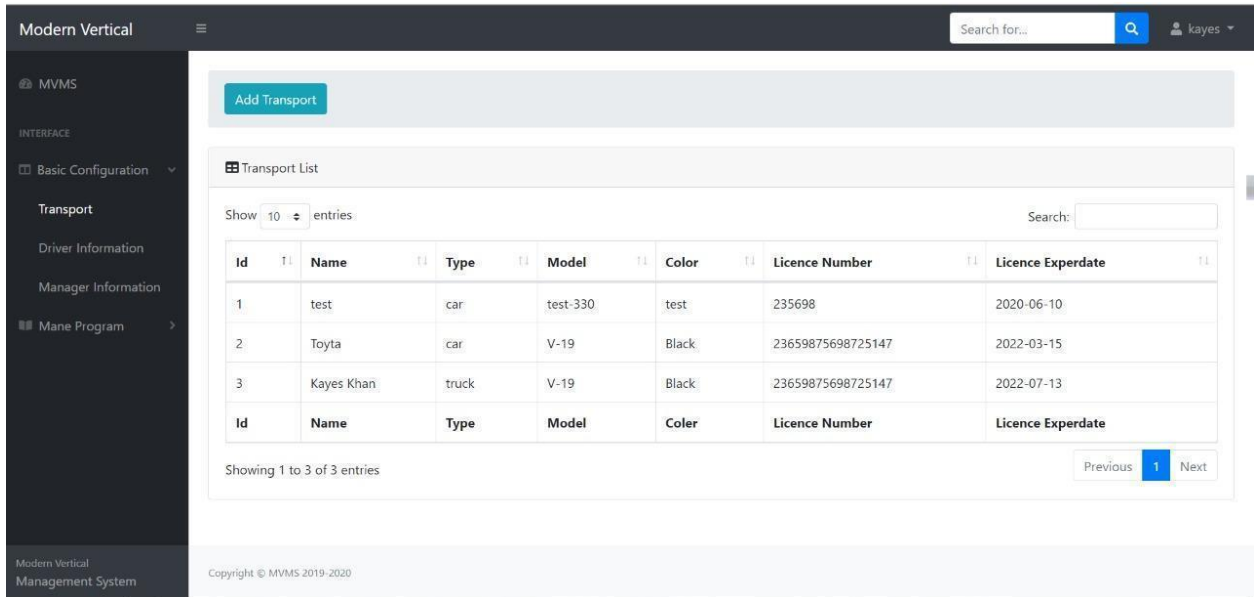 Modern Vertical
Search for...
kayes
MVMS
INTERFACE
Basic Configuration
Transport
Driver Information
Manager Information
Mane Program
Modern Vertical
Management System
Add Transport
Transport List
Show 10 entries
Search:
Id Name Type Model Color Licence Number Licence Experdate
1 test car test-330 test 235698 2020-06-10
2 Toyta car V-19 Black 23659875698725147 2022-03-15
3 Kayes Khan truck V-19 Black 23659875698725147 2022-07-13
Id Name Type Model Coler Licence Number Licence Experdate
Showing 1 to 3 of 3 entries
Previous 1 Next
Copyright © MVMS 2019-2020